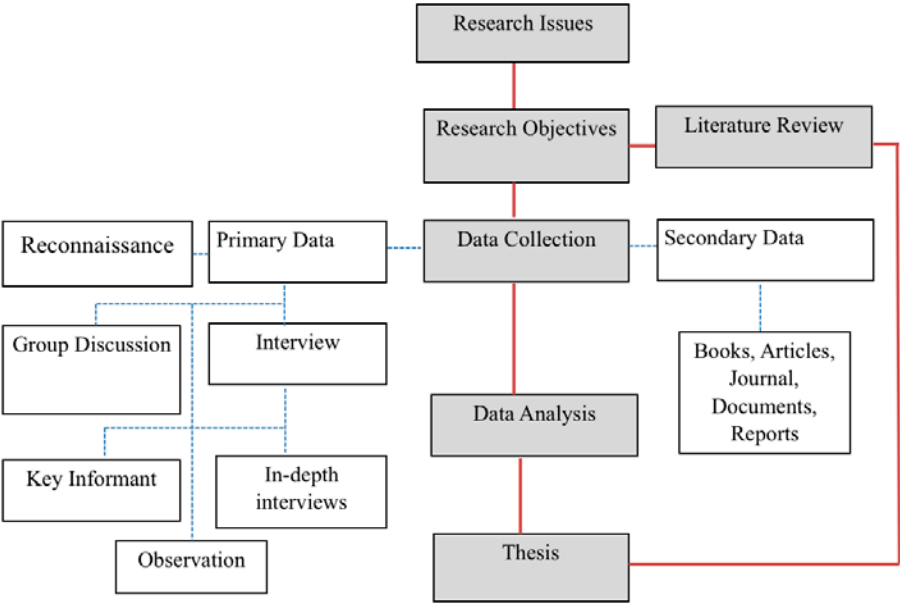 Research Issues
Research Objectives
Literature Review
Reconnaissance
Primary Data
Data Collection
Secondary Data
Group Discussion
Interview
Books, Articles,
Journal,
Documents,
Reports
Data Analysis
Key Informant
In-depth
interviews
Observation
Thesis